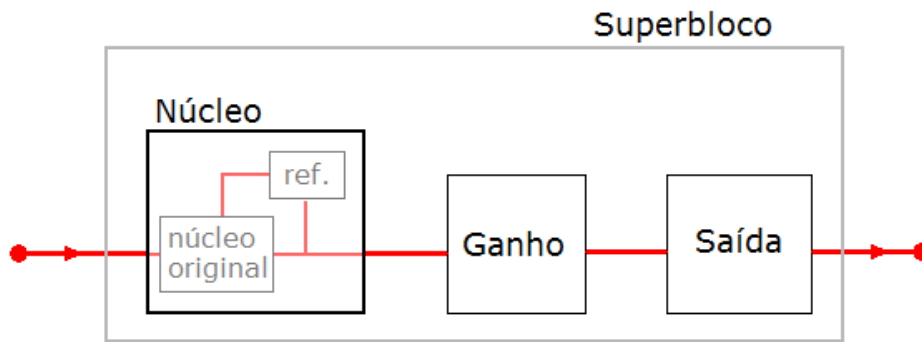 Superbloco
Núcleo
ref.
núcleo
original
Ganho
Saída